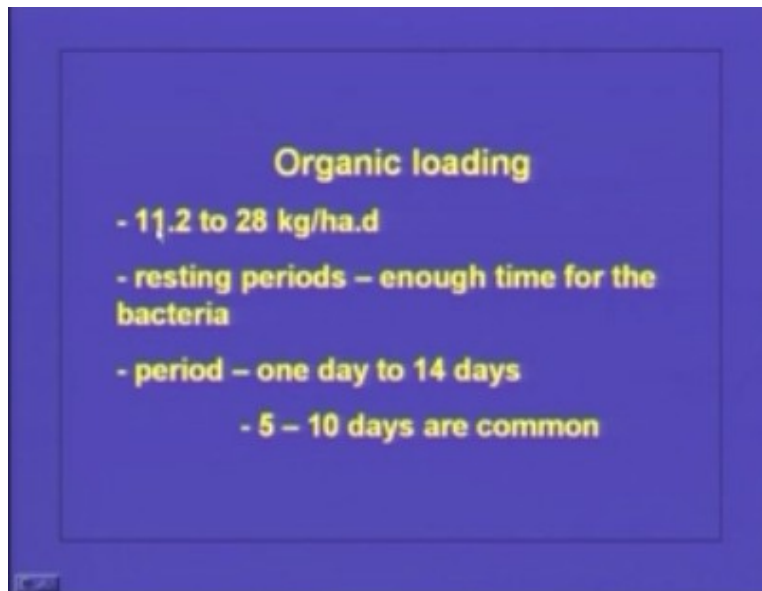 Organic loading
- 11.2 to 28 kg/ha.d
- resting periods – enough time for the
bacteria
- period – one day to 14 days
- 5 – 10 days are common